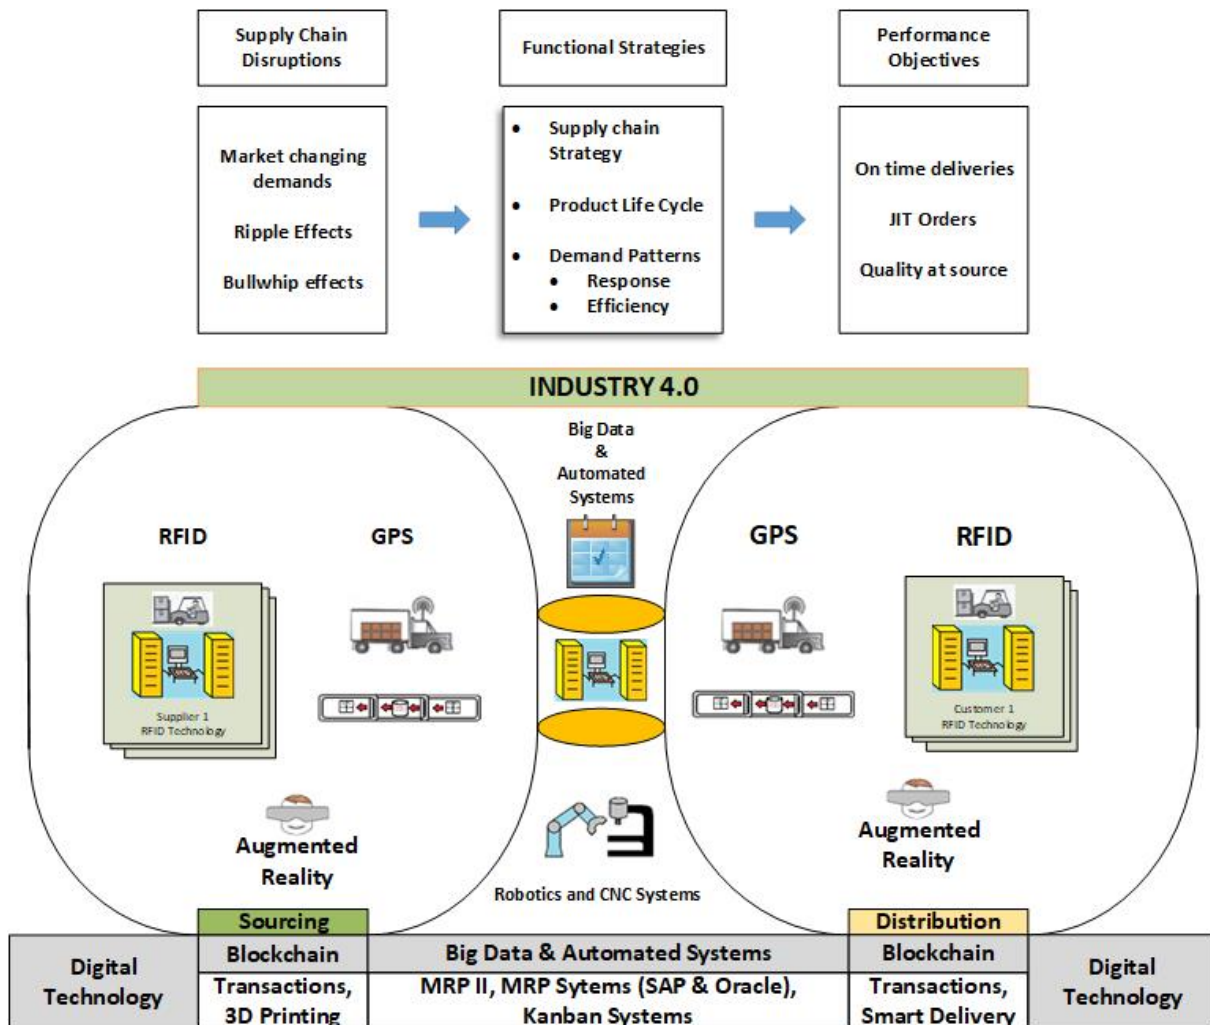 Supply Chain
Disruptions
Functional Strategies
Performance
Objectives
Market changing
demands
Ripple Effects
Bullwhip effects
• Supply chain
Strategy
• Product Life Cycle
• Demand Patterns
• Response
• Efficiency
On time deliveries
JIT Orders
Quality at source
INDUSTRY 4.0
Big Data
&
Automated
Systems
RFID
GPS
GPS
RFID
Supplier 1
RFID Technology
Customer 1
RFID Technology
Augmented
Reality
Robotics and CNC Systems
Augmented
Reality
Sourcing
Distribution
Digital
Technology
Blockchain
Big Data & Automated Systems
Blockchain
Digital
Technology
Transactions,
3D Printing
MRP II, MRP Sytems (SAP & Oracle),
Kanban Systems
Transactions,
Smart Delivery